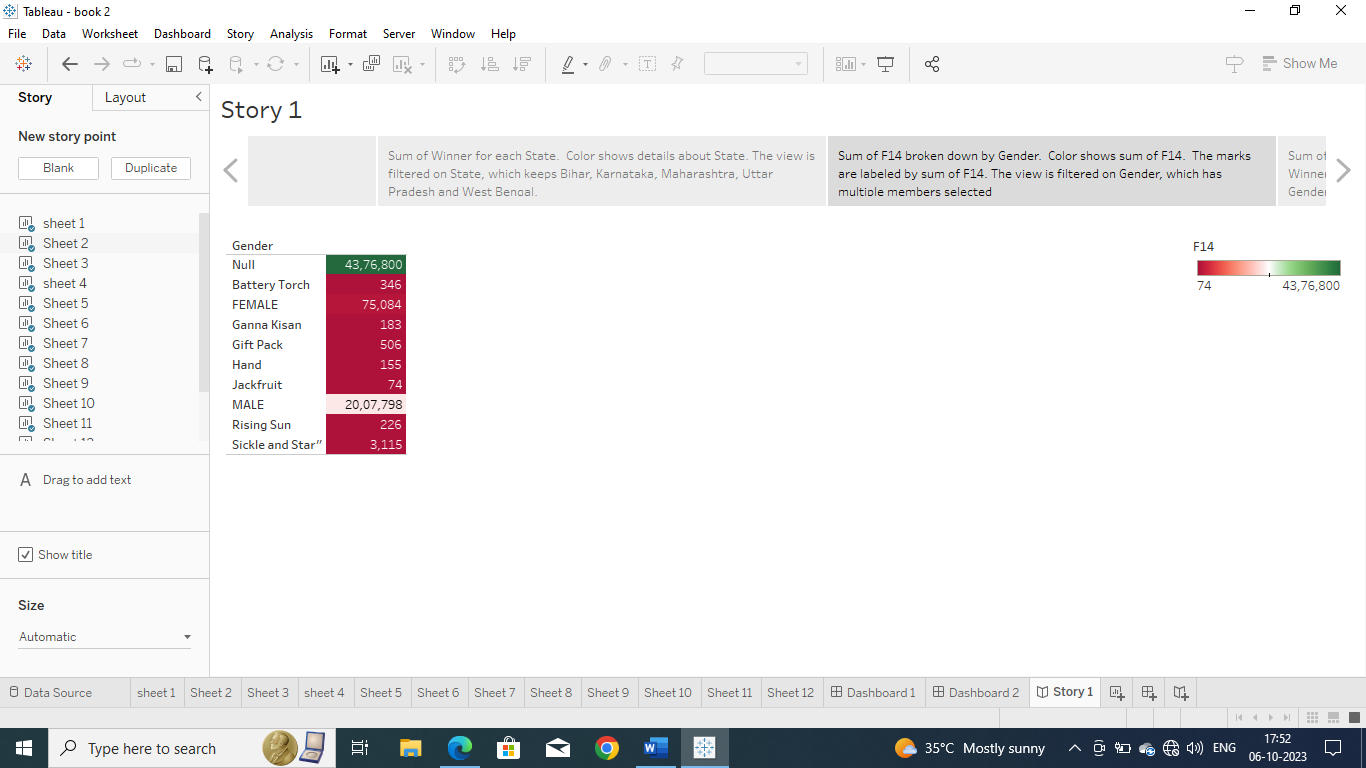 Tableau - book 2
File Data Worksheet Dashboard Story Analysis Format Server Window Help
Show Me
Story Layout
New story point
Blank Duplicate
sheet 1
Sheet 2
Sheet 3
sheet 4
Sheet 5
Sheet 6
Sheet 7
Sheet 8
Sheet 9
Sheet 10
Sheet 11
A Drag to add text
Show title
Size
Automatic
Story 1
Sum of Winner for each State. Color shows details about State. The view is
filtered on State, which keeps Bihar, Karnataka, Maharashtra, Uttar
Pradesh and West Bengal.
Sum of F14 broken down by Gender. Color shows sum of F14. The marks
are labeled by sum of F14. The view is filtered on Gender, which has
multiple members selected
Sum of
Winne
Gender
Gender
Null 43,76,800
Battery Torch 346
FEMALE 75,084
Ganna Kisan 183
Gift Pack 506
Hand 155
Jackfruit 74
MALE 20,07,798
Rising Sun 226
Sickle and Star” 3,115
F14
74 43,76,800
Data Source sheet 1 Sheet 2 Sheet 3 sheet 4 Sheet 5 Sheet 6 Sheet 7 Sheet 8 Sheet 9 Sheet 10 Sheet 11 Sheet 12 Dashboard 1 Dashboard 2 Story 1
Type here to search
35°C Mostly sunny
ENG
17:52
06-10-2023